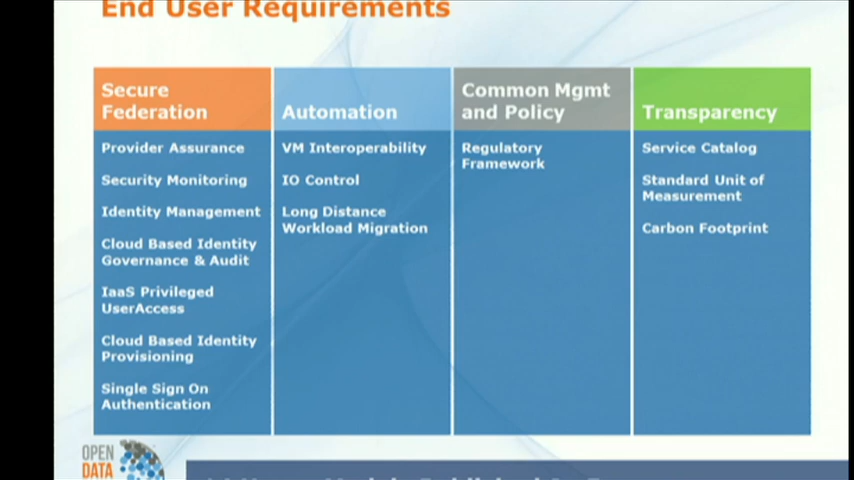 End User Requirements
Secure
Federation
Provider Assurance
Security Monitoring
Identity Management
Cloud Based Identity
Governance & Audit
IaaS Privileged
UserAccess
Cloud Based Identity
Provisioning
Single Sign On
Authentication
Automation
VM Interoperability
IO Control
Long Distance
Workload Migration
Common Mgmt
and Policy
Regulatory
Framework
Transparency
Service Catalog
Standard Unit of
Measurement
Carbon Footprint
OPEN
DATA